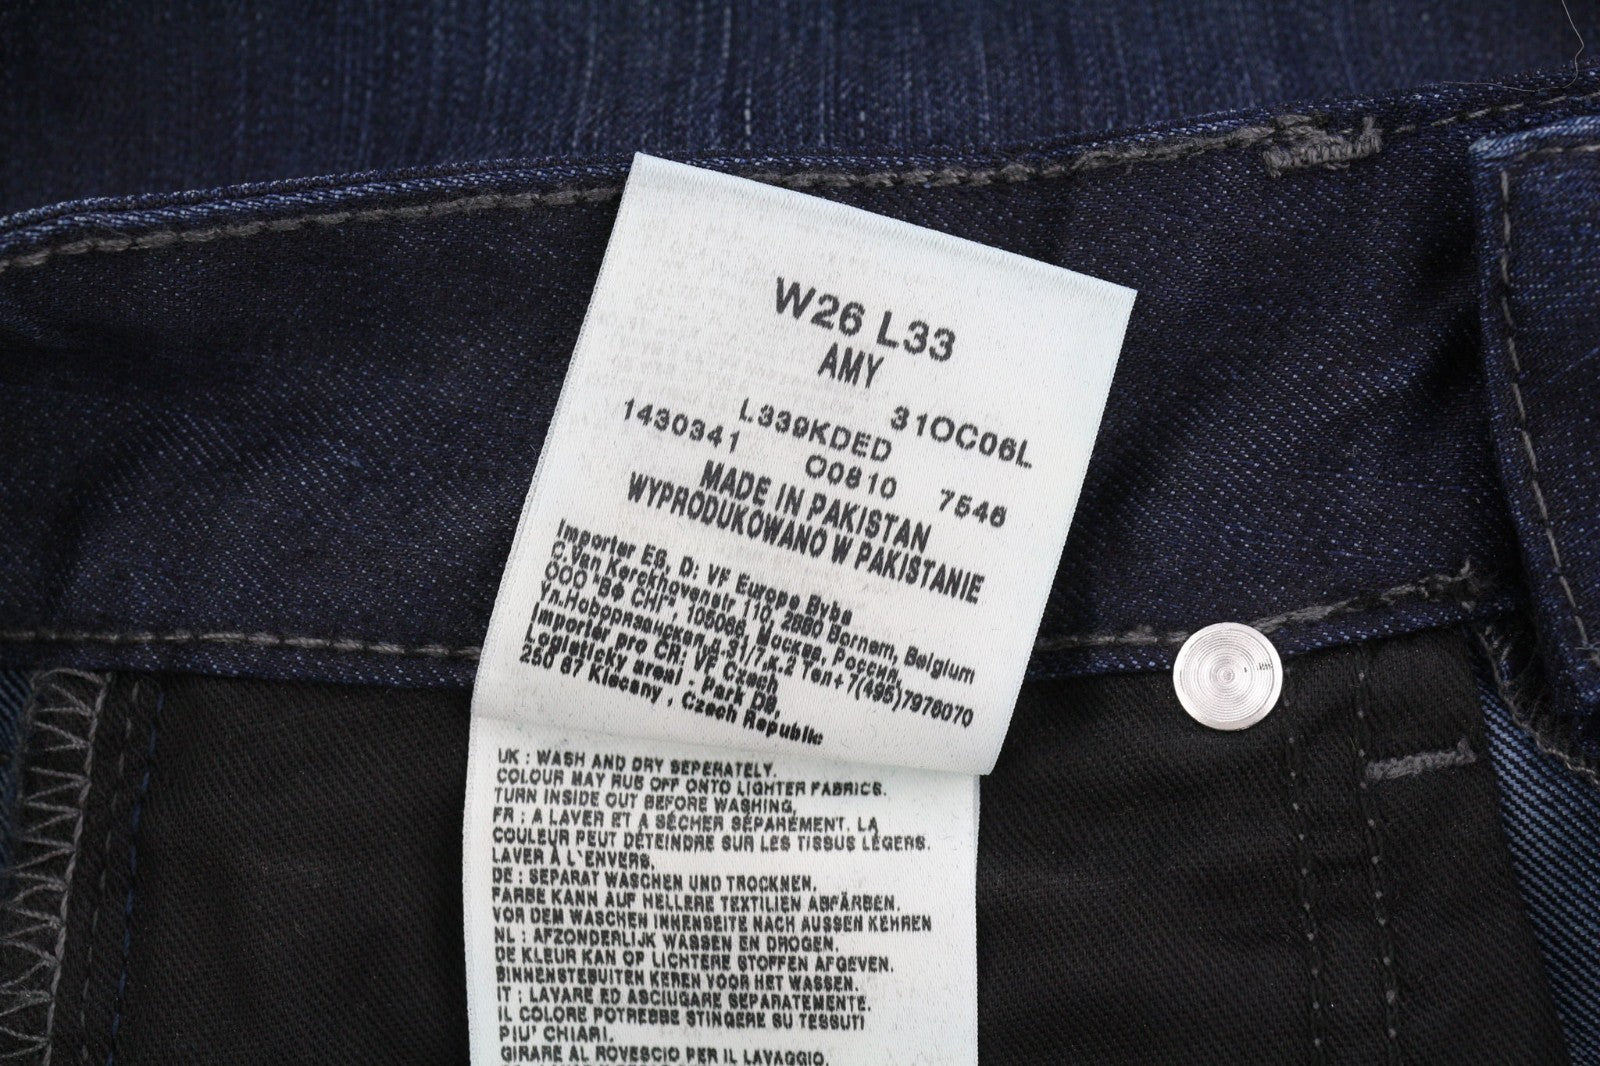 W26 L33
AMY
L339KDED 31OC06L
1430341 O0810 7546
MADE IN PAKISTAN
WYPRODUKOWANO W PAKISTANIE
Importer EB, D: VF Europe Bvba
C.Van Kerckhovenstr 110, 2880 Bornem, Belgium
ООО "ВФ СНГ", 105066, Москва, Россия,
Ул.Новорязанская,д.31/7,к.2 Тел+7(495)7976070
Importer pro CR: VF Czech
Logisticky areal - Park D8,
250 67 Klecany , Czech Republic
UK : WASH AND DRY SEPERATELY.
COLOUR MAY RUB OFF ONTO LIGHTER FABRICS.
TURN INSIDE OUT BEFORE WASHING.
FR : A LAVER ET A SÉCHER SÉPARÉMENT. LA
COULEUR PEUT DÉTEINDRE SUR LES TISSUS LÉGERS.
LAVER À L'ENVERS.
DE : SEPARAT WASCHEN UND TROCKNEN.
FARBE KANN AUF HELLERE TEXTILIEN ABFÄRBEN.
VOR DEM WASCHEN INNENSEITE NACH AUSSEN KEHREN
NL : AFZONDERLIJK WASSEN EN DROGEN.
DE KLEUR KAN OP LICHTERE STOFFEN AFGEVEN.
BINNENSTEBUITEN KEREN VOOR HET WASSEN.
IT : LAVARE ED ASCIUGARE SEPARATEMENTE.
IL COLORE POTREBBE STINGERE SU TESSUTI
PIU' CHIARI.
GIRARE AL ROVESCIO PER IL LAVAGGIO.